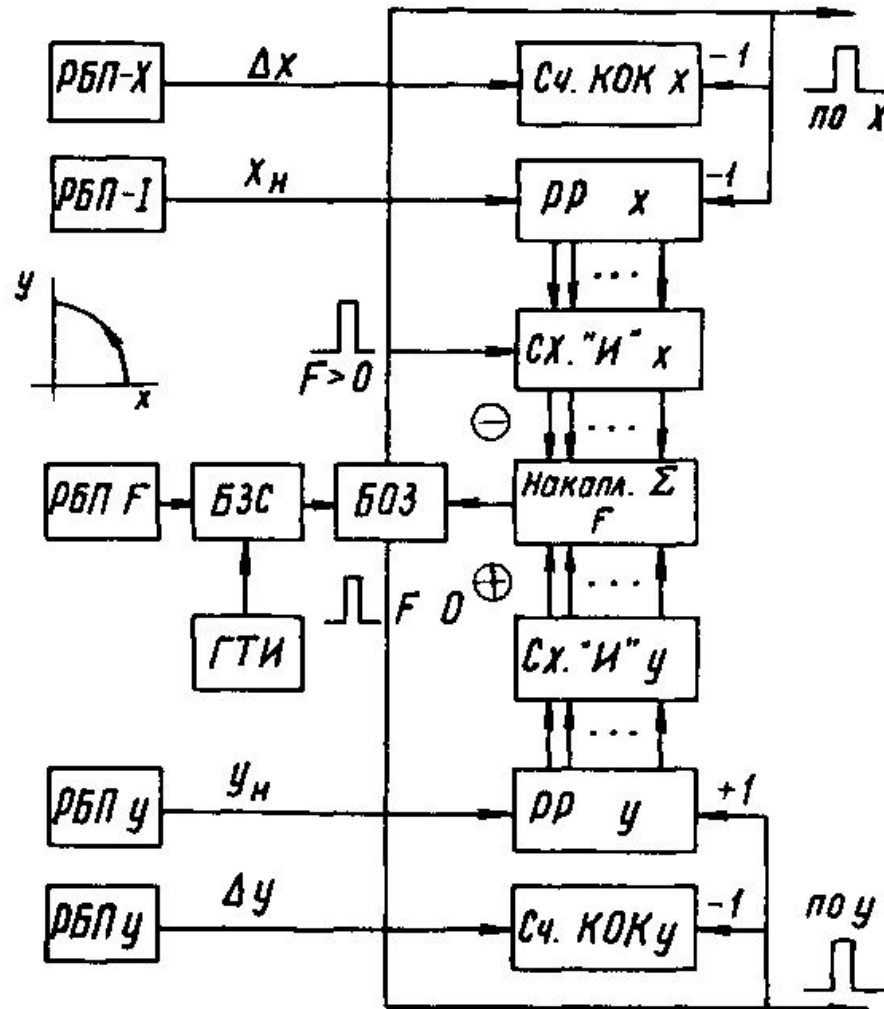 РБП-X
Δx
Сч. КОК x
-1
по x
РБП-I
xн
РР x
-1
...
y
x
F>0
Сх. "И" x
⊖
...
РБП F
БЗС
БОЗ
Накапл. Σ
F
⊕
...
F 0
ГТИ
Сх. "И" y
...
РБП y
yн
РР y
+1
РБП y
Δy
Сч. КОК y
-1
по y